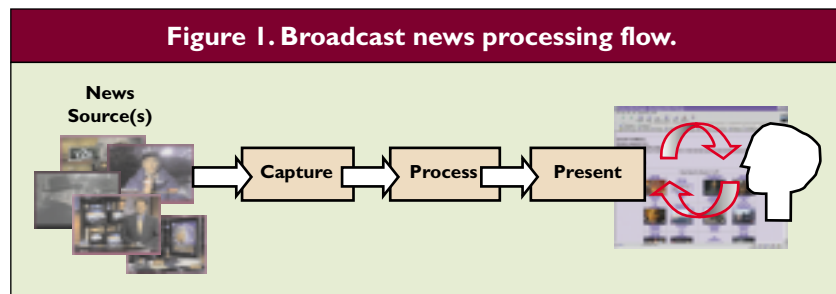 Figure 1. Broadcast news processing flow.
News
Source(s)
Capture
Process
Present